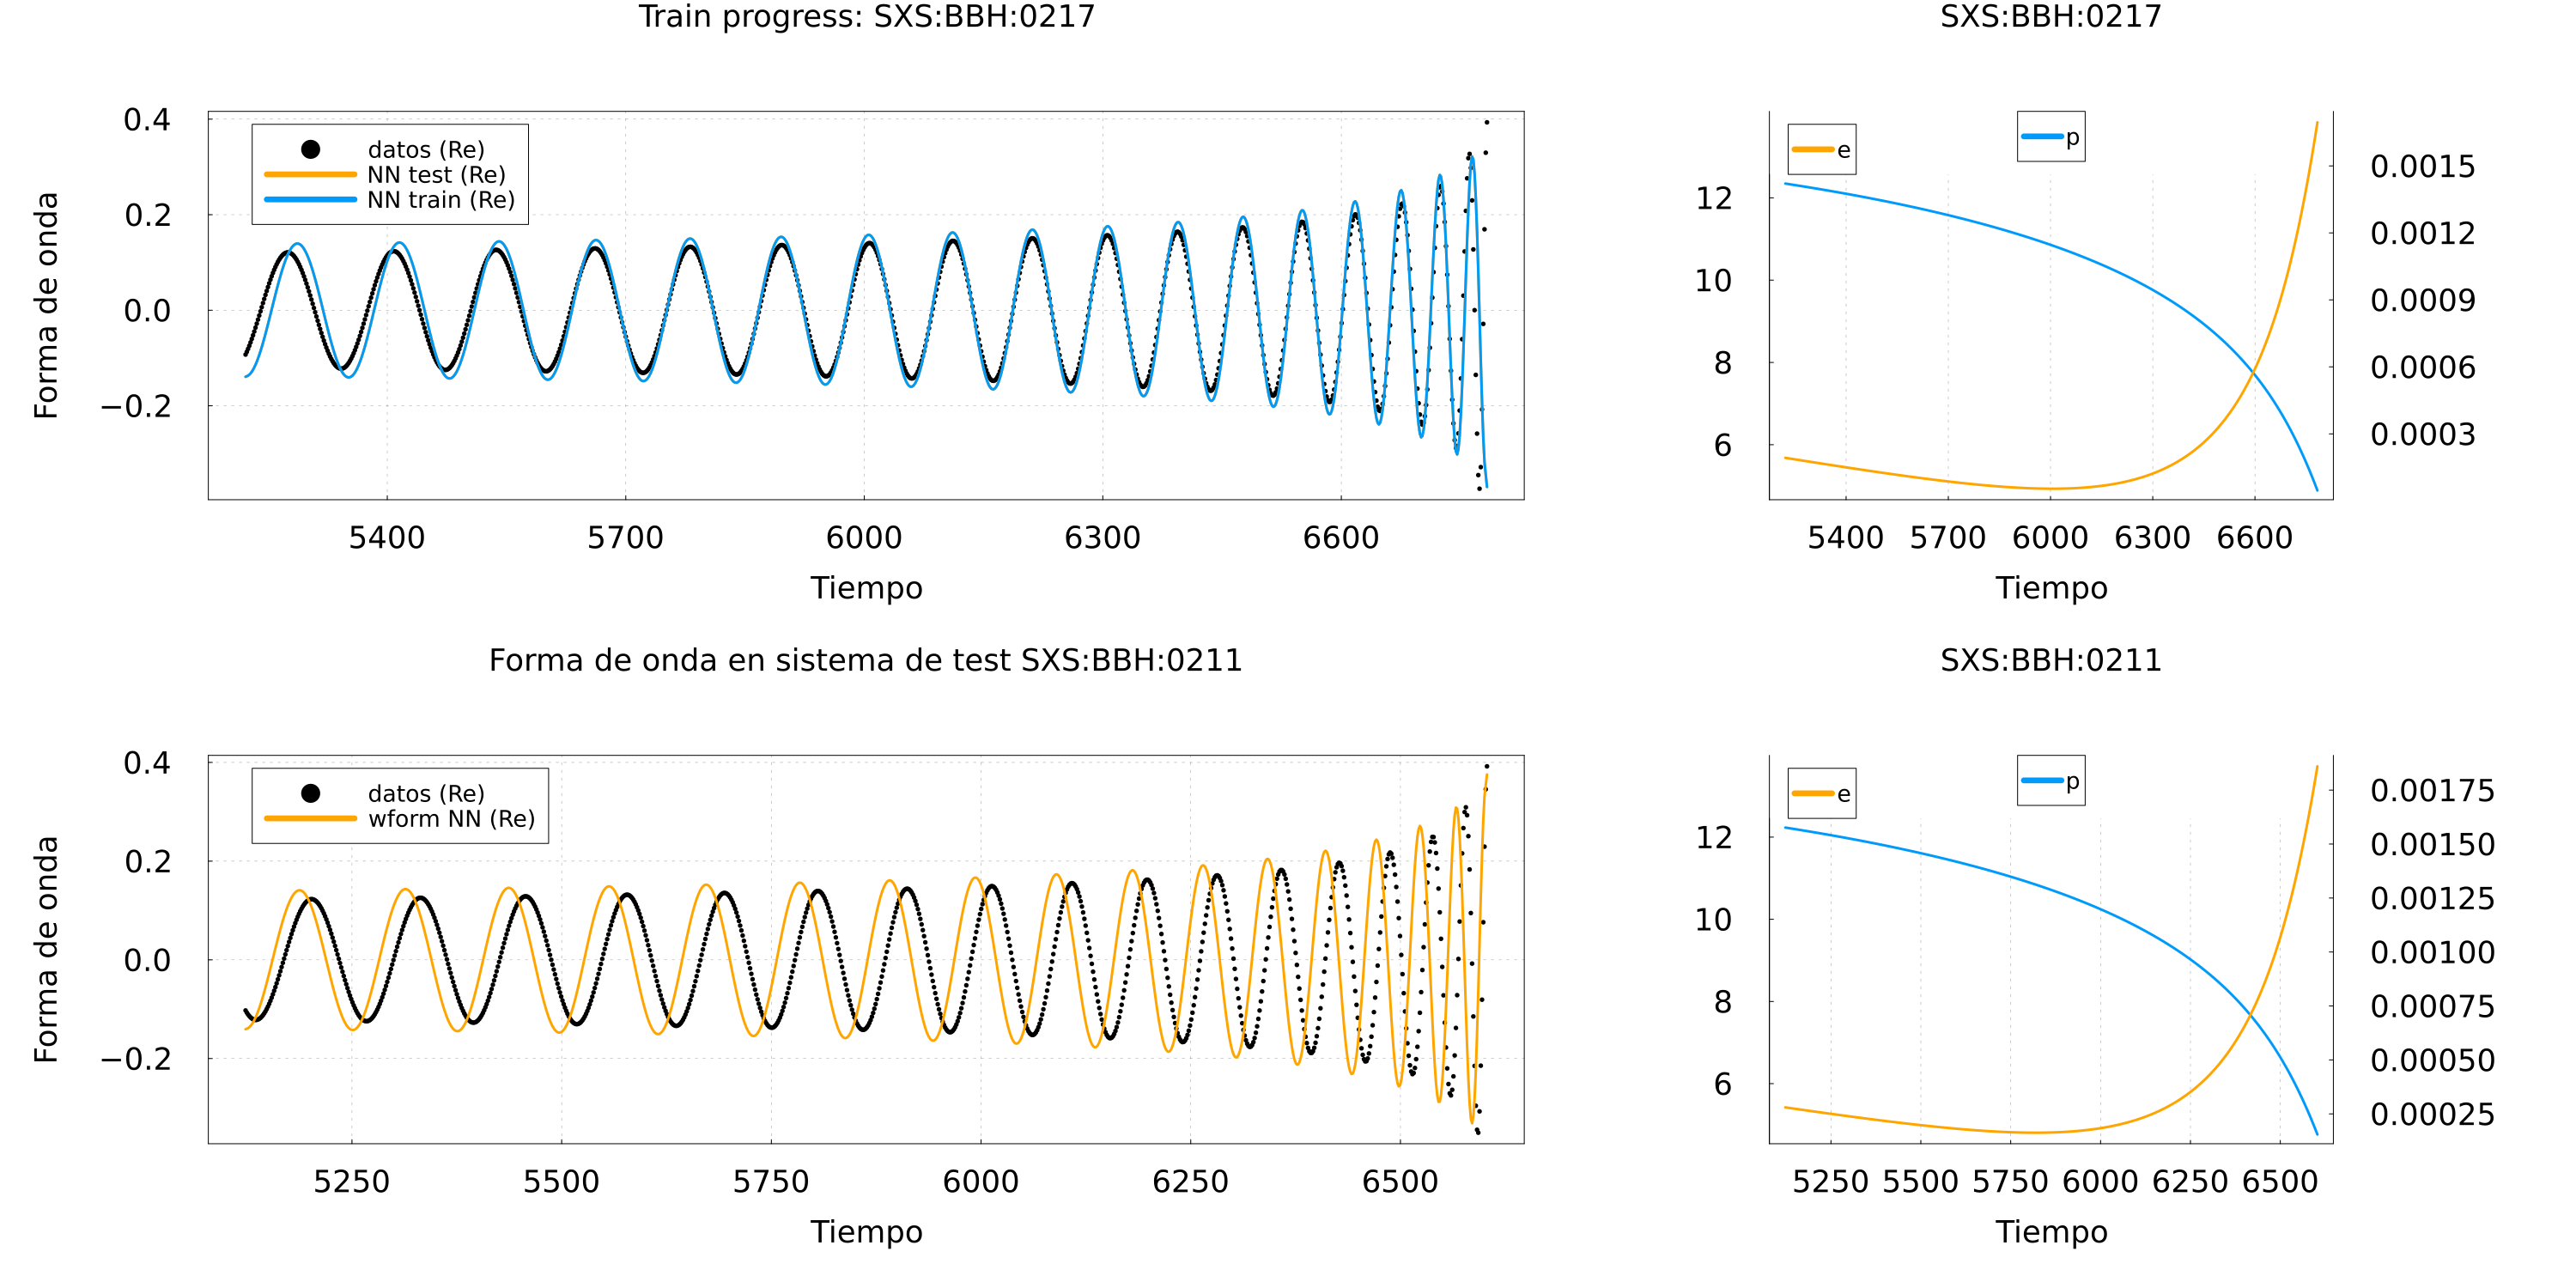 Train progress: SXS:BBH:0217
Forma de onda
0.4
0.2
0.0
−0.2
datos (Re)
NN test (Re)
NN train (Re)
5400 5700 6000 6300 6600
Tiempo
SXS:BBH:0217
e
p
12
10
8
6
0.0015
0.0012
0.0009
0.0006
0.0003
5400 5700 6000 6300 6600
Tiempo
Forma de onda en sistema de test SXS:BBH:0211
Forma de onda
0.4
0.2
0.0
−0.2
datos (Re)
wform NN (Re)
5250 5500 5750 6000 6250 6500
Tiempo
SXS:BBH:0211
e
p
12
10
8
6
0.00175
0.00150
0.00125
0.00100
0.00075
0.00050
0.00025
5250 5500 5750 6000 6250 6500
Tiempo